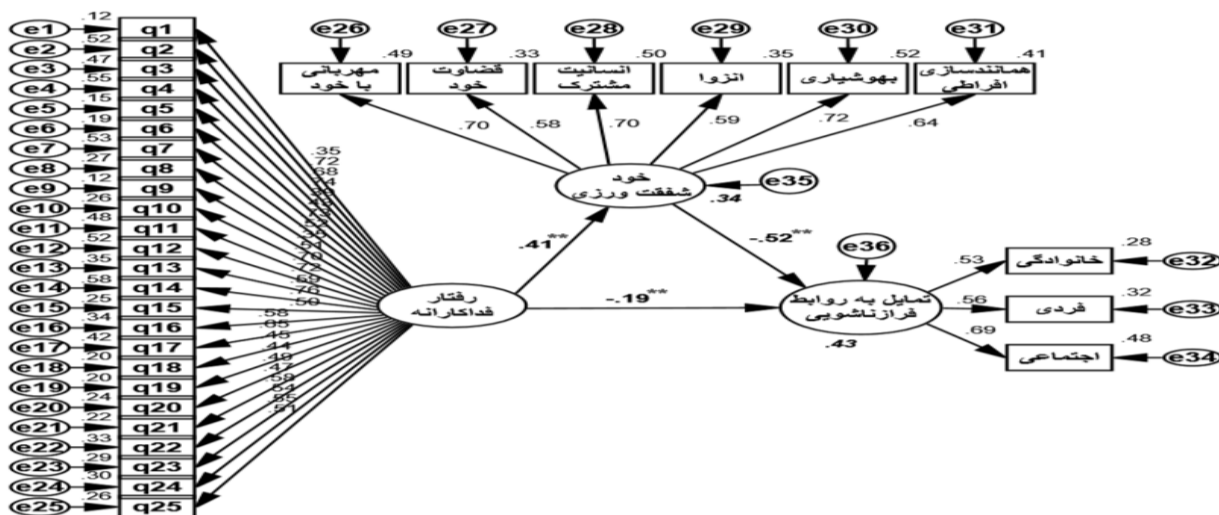 e26 e27 e28 e29 e30 e31
.49 .33 .50 .35 .52 .41
مهربانی
با خود
قضاوت
خود
انسانیت
مشترک
انزوا
بهوشیاری
همانندسازی
افراطی
.70 .58 .70 .59 .72 .64
خود
شفقت ورزی
.34
e35
.41**
-.52**
-.19**
رفتار
فداکارانه
e36
تمایل به روابط
فرازناشویی
.43
.53 خانوادگی .28 e32
.56 فردی .32 e33
.69 اجتماعی .48 e34
e1 .12 q1
e2 .52 q2
e3 .47 q3
e4 .55 q4
e5 .15 q5
e6 .19 q6
e7 .53 q7
e8 .27 q8
e9 .12 q9
e10 .26 q10
e11 .48 q11
e12 .52 q12
e13 .35 q13
e14 .58 q14
e15 .25 q15
e16 .34 q16
e17 .42 q17
e18 .20 q18
e19 .20 q19
e20 .24 q20
e21 .22 q21
e22 .33 q22
e23 .29 q23
e24 .30 q24
e25 .26 q25
.35
.72
.68
.70
.72
.59
.76
.50
.58
.65
.45
.44
.49
.47
.58
.54
.55
.51